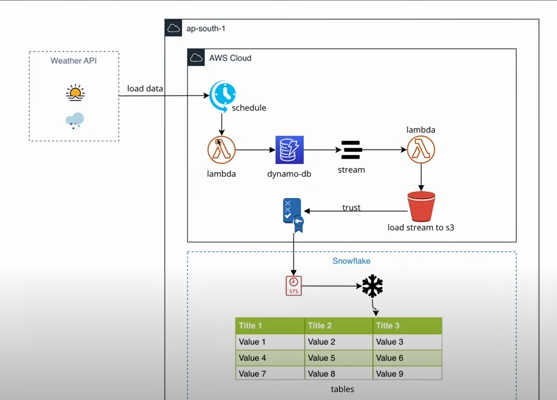 ap-south-1
Weather API
AWS Cloud
load data
schedule
lambda
lambda
dynamo-db
stream
trust
load stream to s3
Snowflake
STS
Title 1 Title 2 Title 3
Value 1 Value 2 Value 3
Value 4 Value 5 Value 6
Value 7 Value 8 Value 9
tables